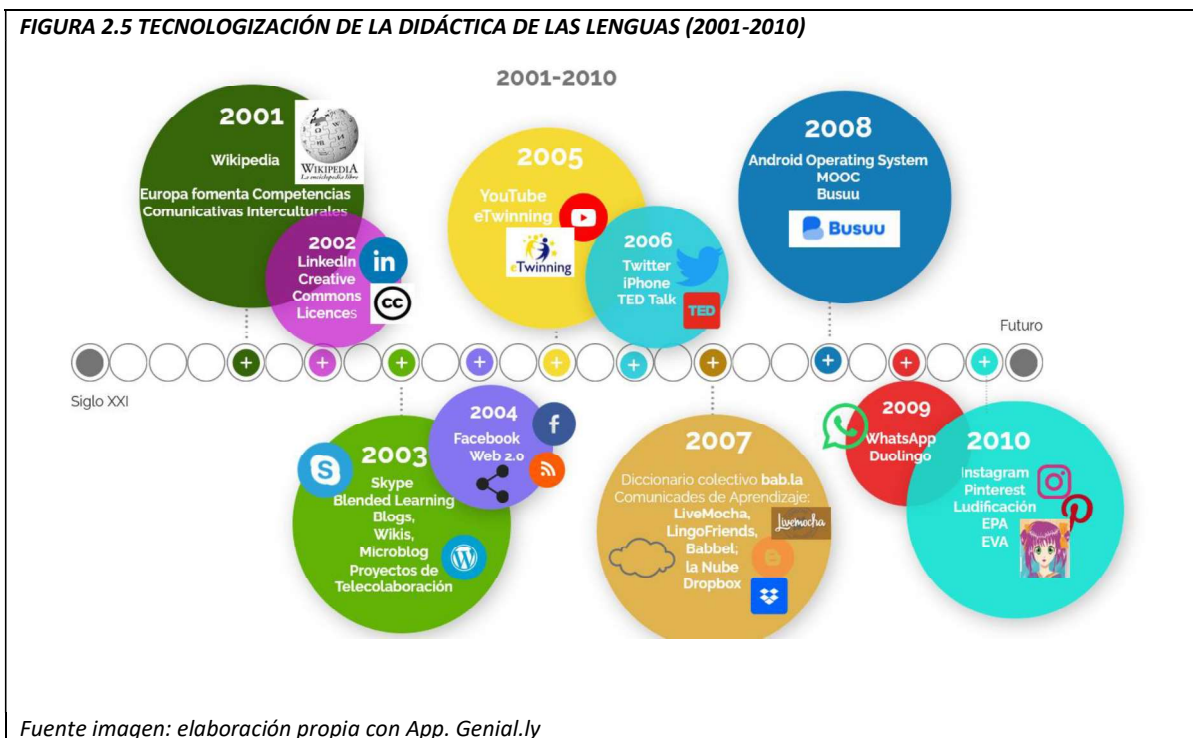 FIGURA 2.5 TECNOLOGIZACIÓN DE LA DIDÁCTICA DE LAS LENGUAS (2001-2010)
2001-2010
2001
Wikipedia
Europa fomenta Competencias
Comunicativas Interculturales
WIKIPEDIA
La enciclopedia libre
2002
LinkedIn
Creative
Commons
Licences
in
cc
2005
YouTube
eTwinning
eTwinning
2006
Twitter
iPhone
TED Talk
TED
2008
Android Operating System
MOOC
Busuu
Busuu
Futuro
Siglo XXI
2003
Skype
Blended Learning
Blogs,
Wikis,
Microblog
Proyectos de
Telecolaboración
S
W
2004
Facebook
Web 2.0
f
2007
Diccionario colectivo bab.la
Comunicades de Aprendizaje:
LiveMocha,
LingoFriends,
Babbel;
la Nube
Dropbox
Livemocha
2009
WhatsApp
Duolingo
2010
Instagram
Pinterest
Ludificación
EPA
EVA
Fuente imagen: elaboración propia con App. Genial.ly